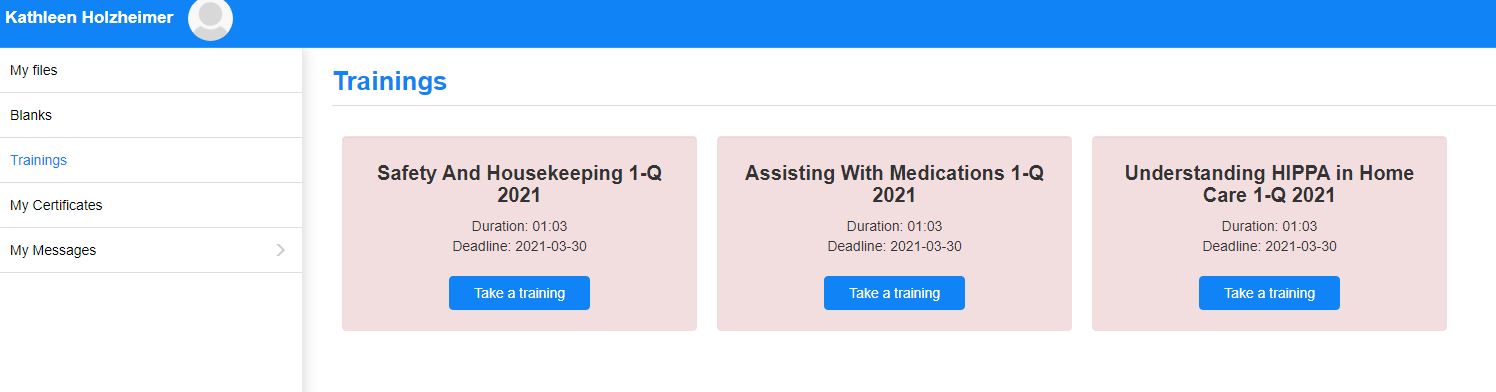 Kathleen Holzheimer
My files
Blanks
Trainings
My Certificates
My Messages
Trainings
Safety And Housekeeping 1-Q
2021
Duration: 01:03
Deadline: 2021-03-30
Take a training
Assisting With Medications 1-Q
2021
Duration: 01:03
Deadline: 2021-03-30
Take a training
Understanding HIPPA in Home
Care 1-Q 2021
Duration: 01:03
Deadline: 2021-03-30
Take a training